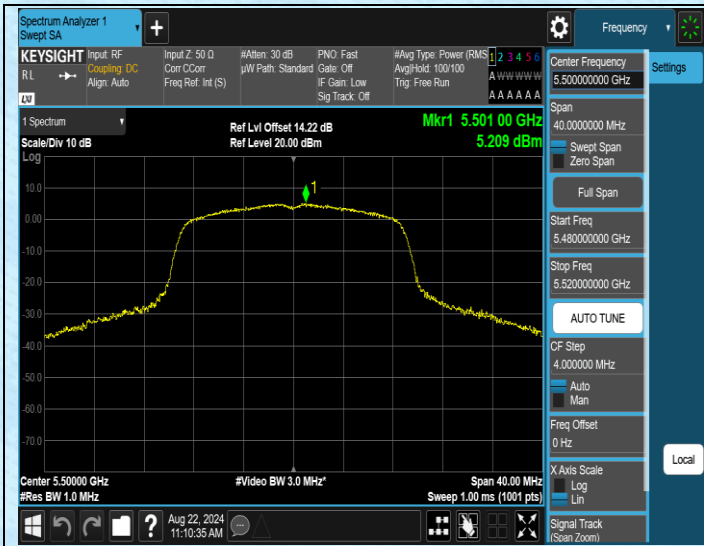 Spectrum Analyzer 1
Swept SA
Frequency
KEYSIGHT
Input: RF
Input Z: 50 Ω
#Atten: 30 dB
PNO: Fast
#Avg Type: Power (RMS
1 2 3 4 5 6
RL
Coupling: DC
Corr CCorr
µW Path: Standard
Gate: Off
Avg|Hold: 100/100
A W W W W W
Align: Auto
Freq Ref: Int (S)
IF Gain: Low
Trig: Free Run
Sig Track: Off
A A A A A A
LXI
1 Spectrum
Scale/Div 10 dB
Log
Ref Lvl Offset 14.22 dB
Ref Level 20.00 dBm
Mkr1 5.501 00 GHz
5.209 dBm
1
10.0
0.00
-10.0
-20.0
-30.0
-40.0
-50.0
-60.0
-70.0
Center 5.50000 GHz
#Video BW 3.0 MHz*
Span 40.00 MHz
#Res BW 1.0 MHz
Sweep 1.00 ms (1001 pts)
Center Frequency
5.500000000 GHz
Settings
Span
40.0000000 MHz
Swept Span
Zero Span
Full Span
Start Freq
5.480000000 GHz
Stop Freq
5.520000000 GHz
AUTO TUNE
CF Step
4.000000 MHz
Auto
Man
Freq Offset
0 Hz
X Axis Scale
Log
Lin
Signal Track
(Span Zoom)
Local
?
Aug 22, 2024
11:10:35 AM